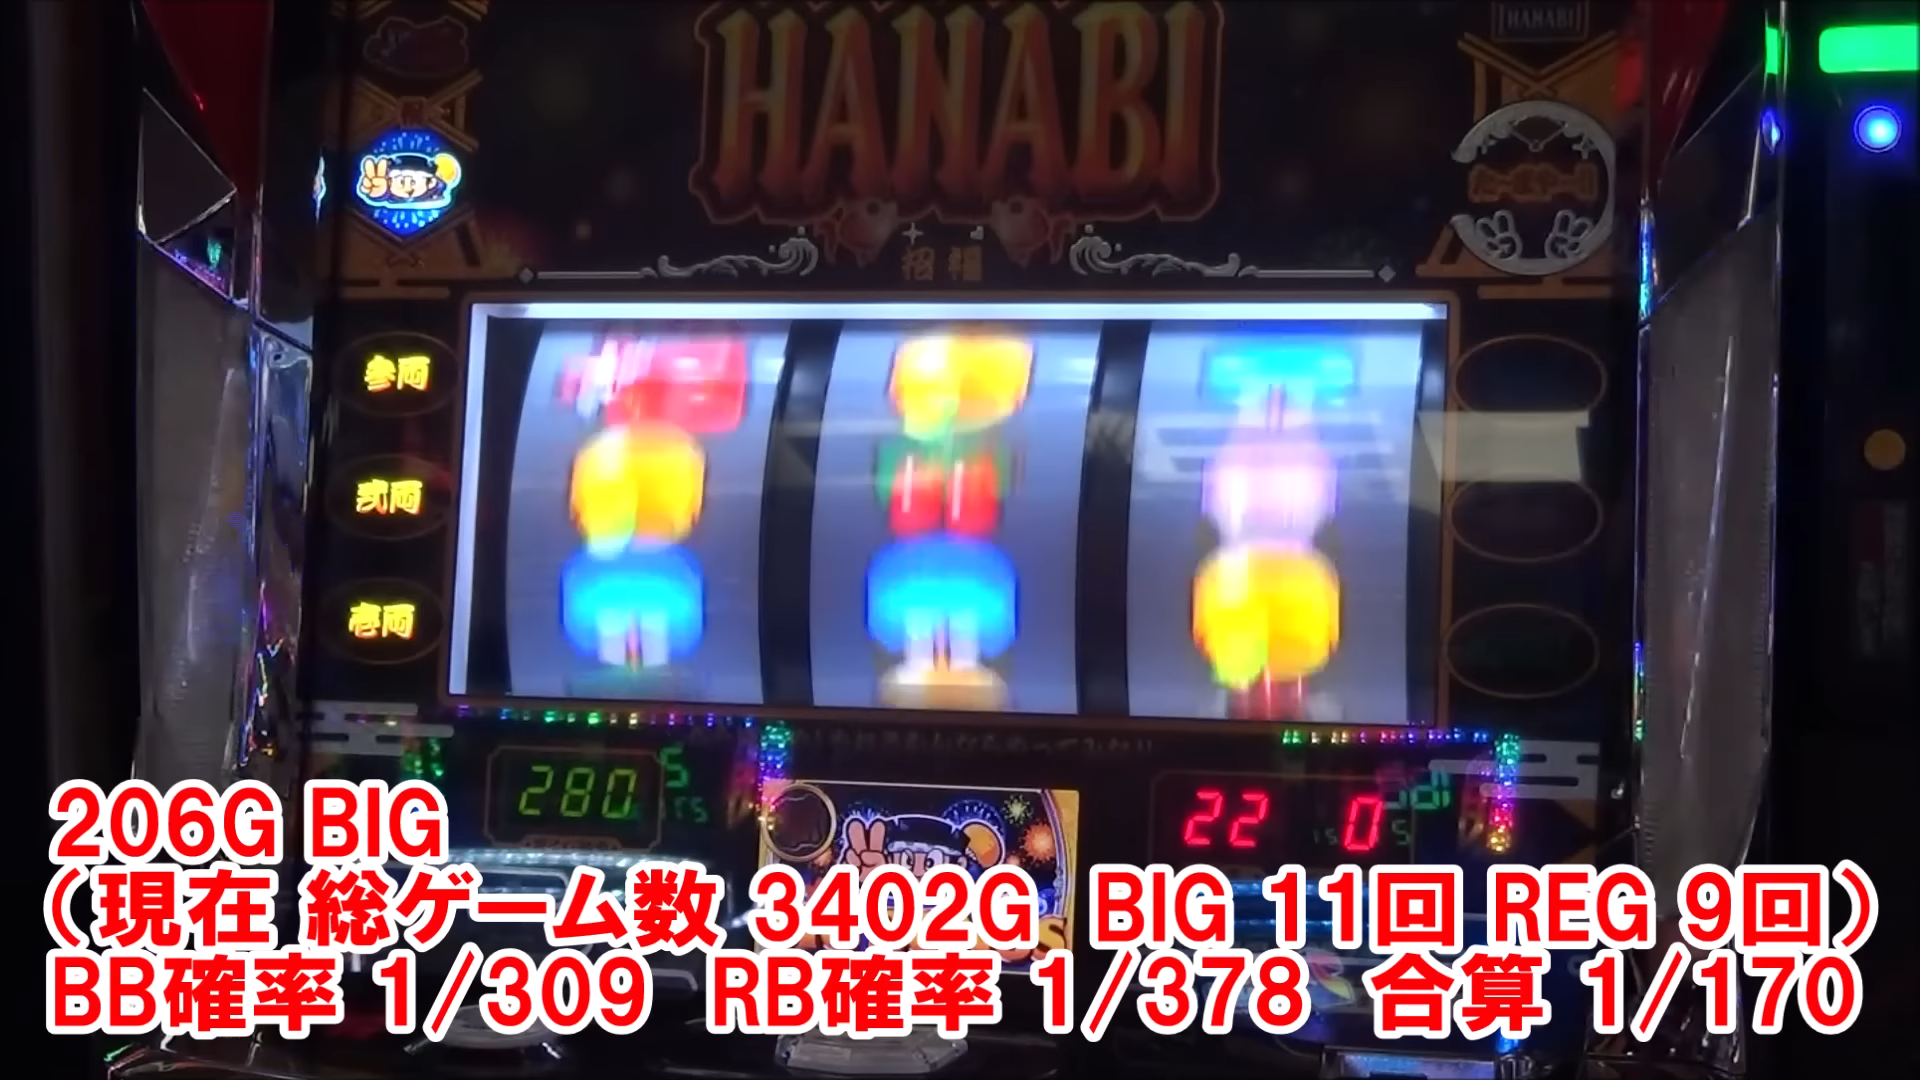 HANABI
HANABI
招福
参両
弐両
壱両
280
22 0
206G BIG
(現在 総ゲーム数 3402G BIG 11回 REG 9回)
BB確率 1/309 RB確率 1/378 合算 1/170